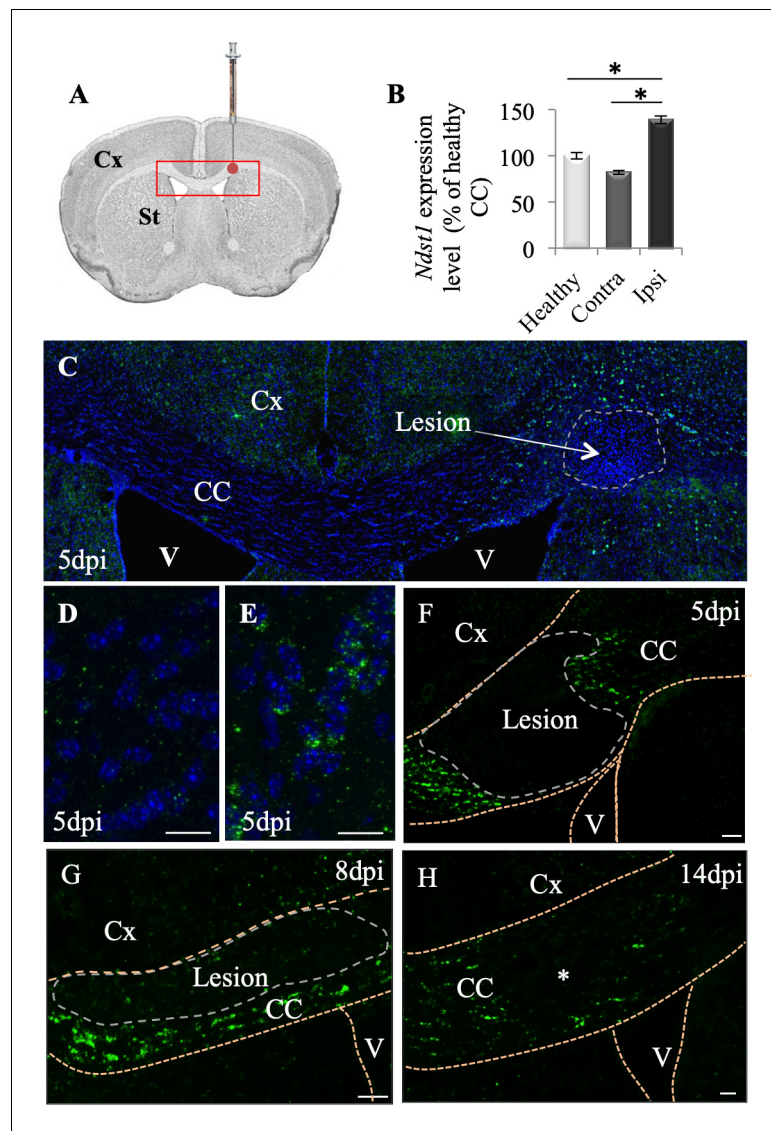 A
Cx
St
B
Ndst1 expression
level (% of healthy
CC)
150
100
50
0
*
*
Healthy
Contra
Ipsi
C
Cx
Lesion
CC
V
V
5dpi
D
5dpi
E
5dpi
F
5dpi
Cx
CC
Lesion
V
G
8dpi
Cx
Lesion
CC
V
H
14dpi
Cx
CC
*
V